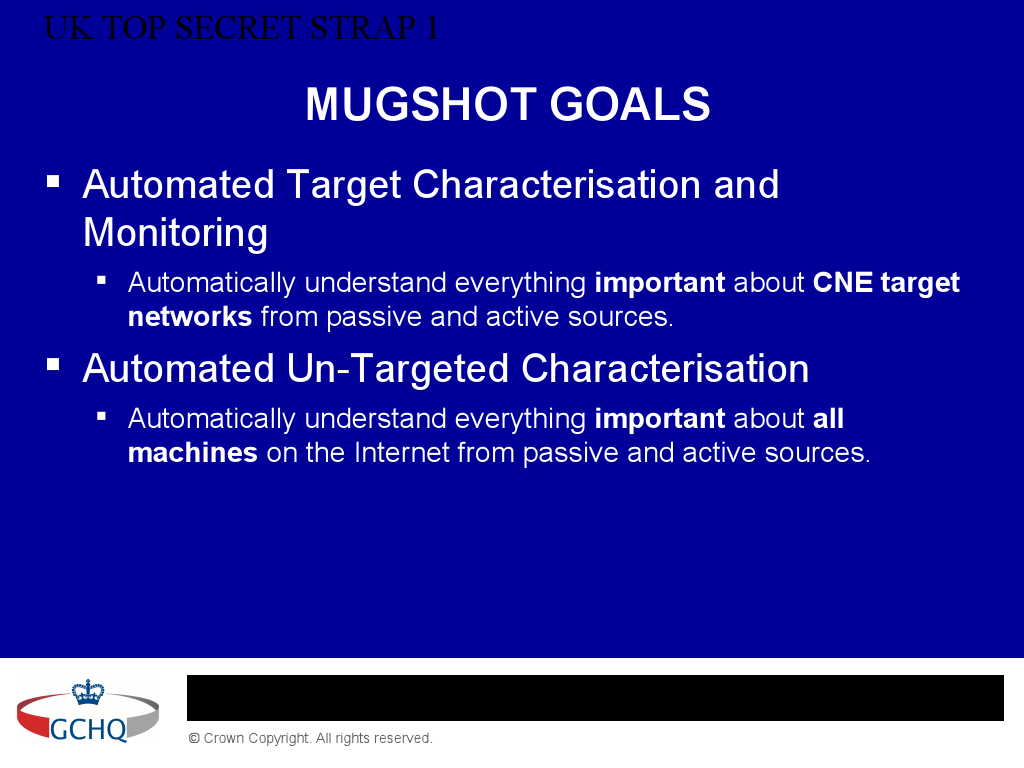 UK TOP SECRET STRAP 1
MUGSHOT GOALS
▪ Automated Target Characterisation and
Monitoring
▪ Automatically understand everything important about CNE target
networks from passive and active sources.
▪ Automated Un-Targeted Characterisation
▪ Automatically understand everything important about all
machines on the Internet from passive and active sources.
GCHQ
© Crown Copyright. All rights reserved.